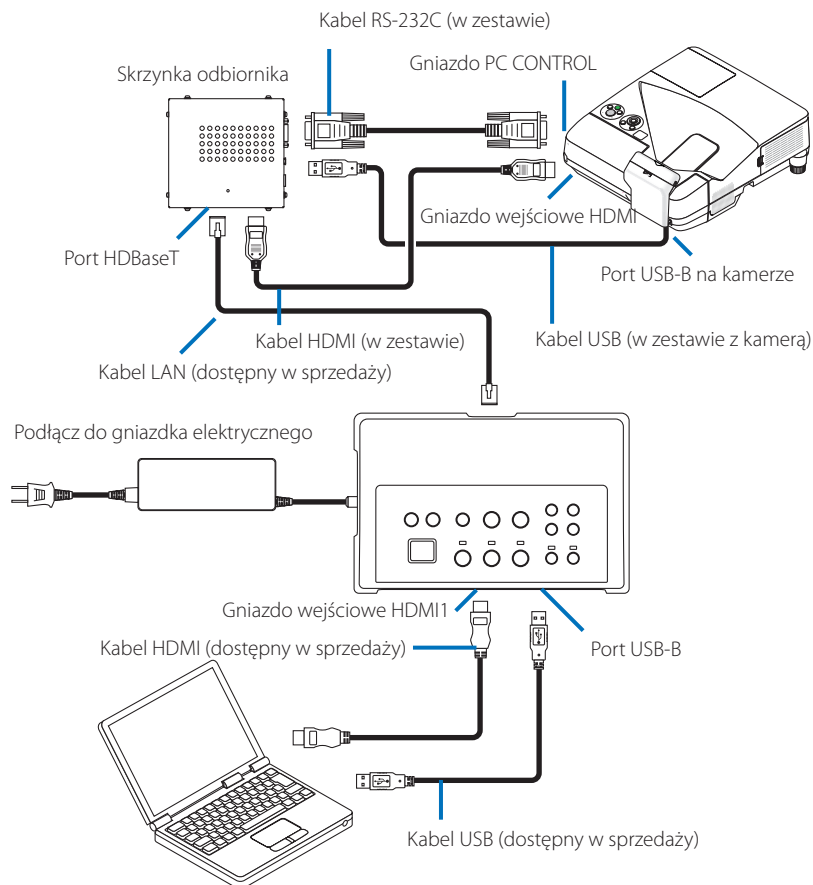 Kabel RS-232C (w zestawie)
Gniazdo PC CONTROL
Skrzynka odbiornika
Gniazdo wejściowe HDMI
Port HDBaseT
Port USB-B na kamerze
Kabel HDMI (w zestawie)
Kabel USB (w zestawie z kamerą)
Kabel LAN (dostępny w sprzedaży)
Podłącz do gniazdka elektrycznego
Gniazdo wejściowe HDMI1
Kabel HDMI (dostępny w sprzedaży)
Port USB-B
Kabel USB (dostępny w sprzedaży)